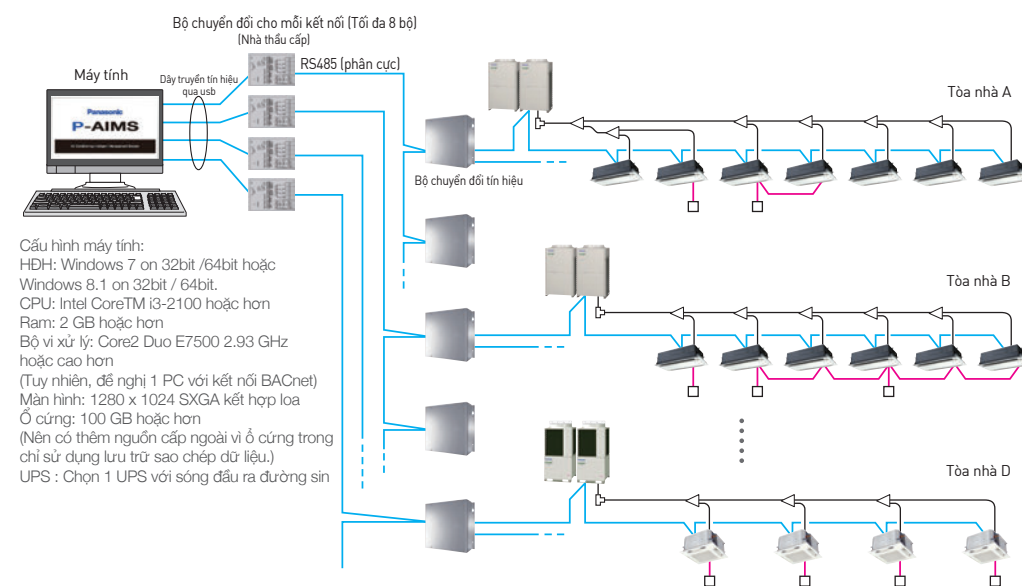 Bộ chuyển đổi cho mỗi kết nối (Tối đa 8 bộ)
(Nhà thầu cấp)
RS485 (phân cực)
Máy tính
Dây truyền tín hiệu
qua usb
Panasonic
P-AIMS
Bộ chuyển đổi tín hiệu
Tòa nhà A
Cấu hình máy tính:
HĐH: Windows 7 on 32bit /64bit hoặc
Windows 8.1 on 32bit / 64bit.
CPU: Intel CoreTM i3-2100 hoặc hơn
Ram: 2 GB hoặc hơn
Bộ vi xử lý: Core2 Duo E7500 2.93 GHz
hoặc cao hơn
(Tuy nhiên, đề nghị 1 PC với kết nối BACnet)
Màn hình: 1280 x 1024 SXGA kết hợp loa
Ổ cứng: 100 GB hoặc hơn
(Nên có thêm nguồn cấp ngoài vì ổ cứng trong
chỉ sử dụng lưu trữ sao chép dữ liệu.)
UPS : Chọn 1 UPS với sóng đầu ra đường sin
Tòa nhà B
Tòa nhà D